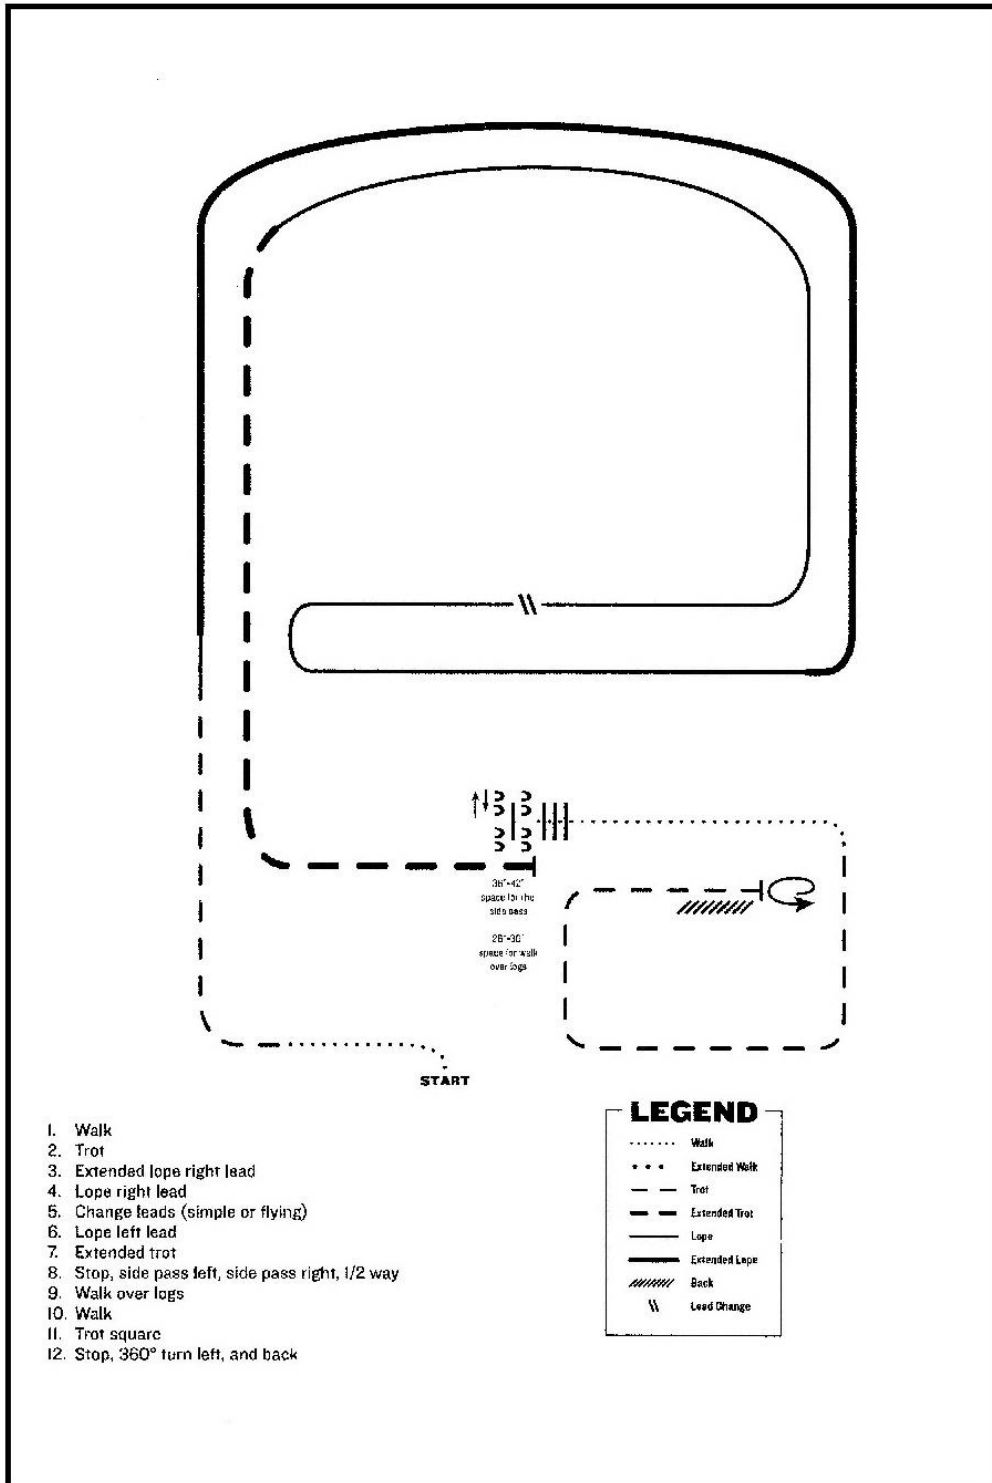 36"-42"
space for the
side pass
26"-30"
space for walk
over logs
START
1. Walk
2. Trot
3. Extended lope right lead
4. Lope right lead
5. Change leads (simple or flying)
6. Lope left lead
7. Extended trot
8. Stop, side pass left, side pass right, 1/2 way
9. Walk over logs
10. Walk
11. Trot square
12. Stop, 360° turn left, and back
LEGEND
Walk
Extended Walk
Trot
Extended Trot
Lope
Extended Lope
Back
Lead Change